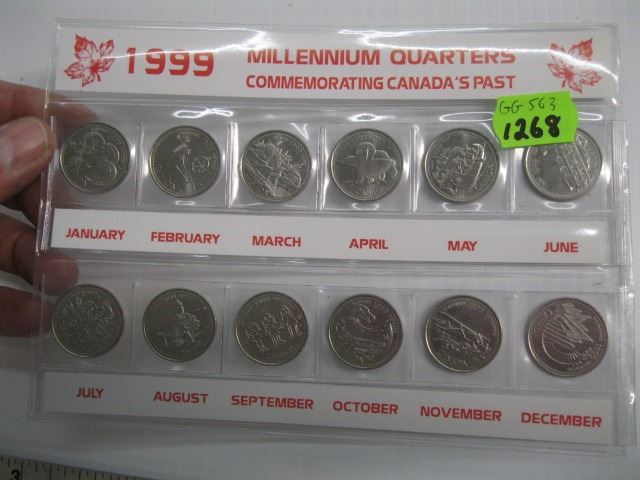 1999 MILLENNIUM QUARTERS
COMMEMORATING CANADA'S PAST
GG 563
1268
JANUARY FEBRUARY MARCH APRIL MAY JUNE
JULY AUGUST SEPTEMBER OCTOBER NOVEMBER DECEMBER
3